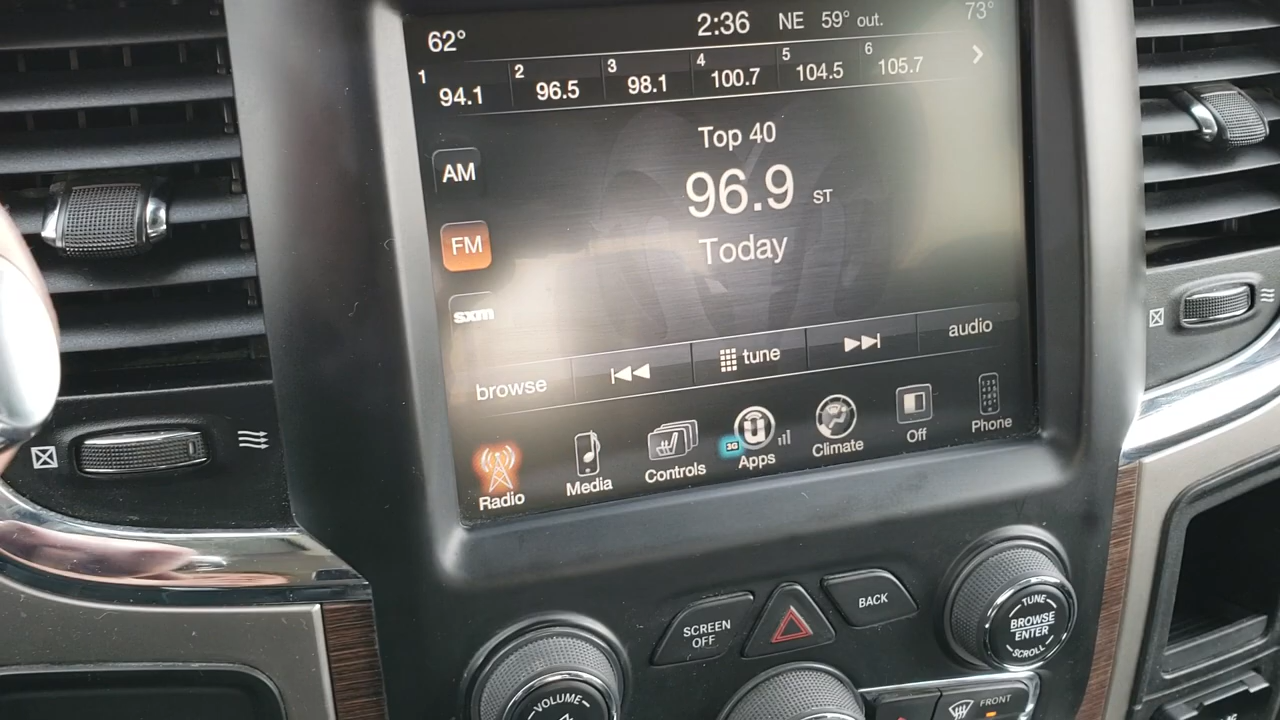 62° 2:36 NE 59° out. 73°
1 94.1 2 96.5 3 98.1 4 100.7 5 104.5 6 105.7
Top 40
AM
96.9 ST
FM
Today
sxm
browse tune audio
3G
Radio Media Controls Apps Climate Off Phone
SCREEN OFF
BACK
TUNE
BROWSE
ENTER
SCROLL
VOLUME
FRONT